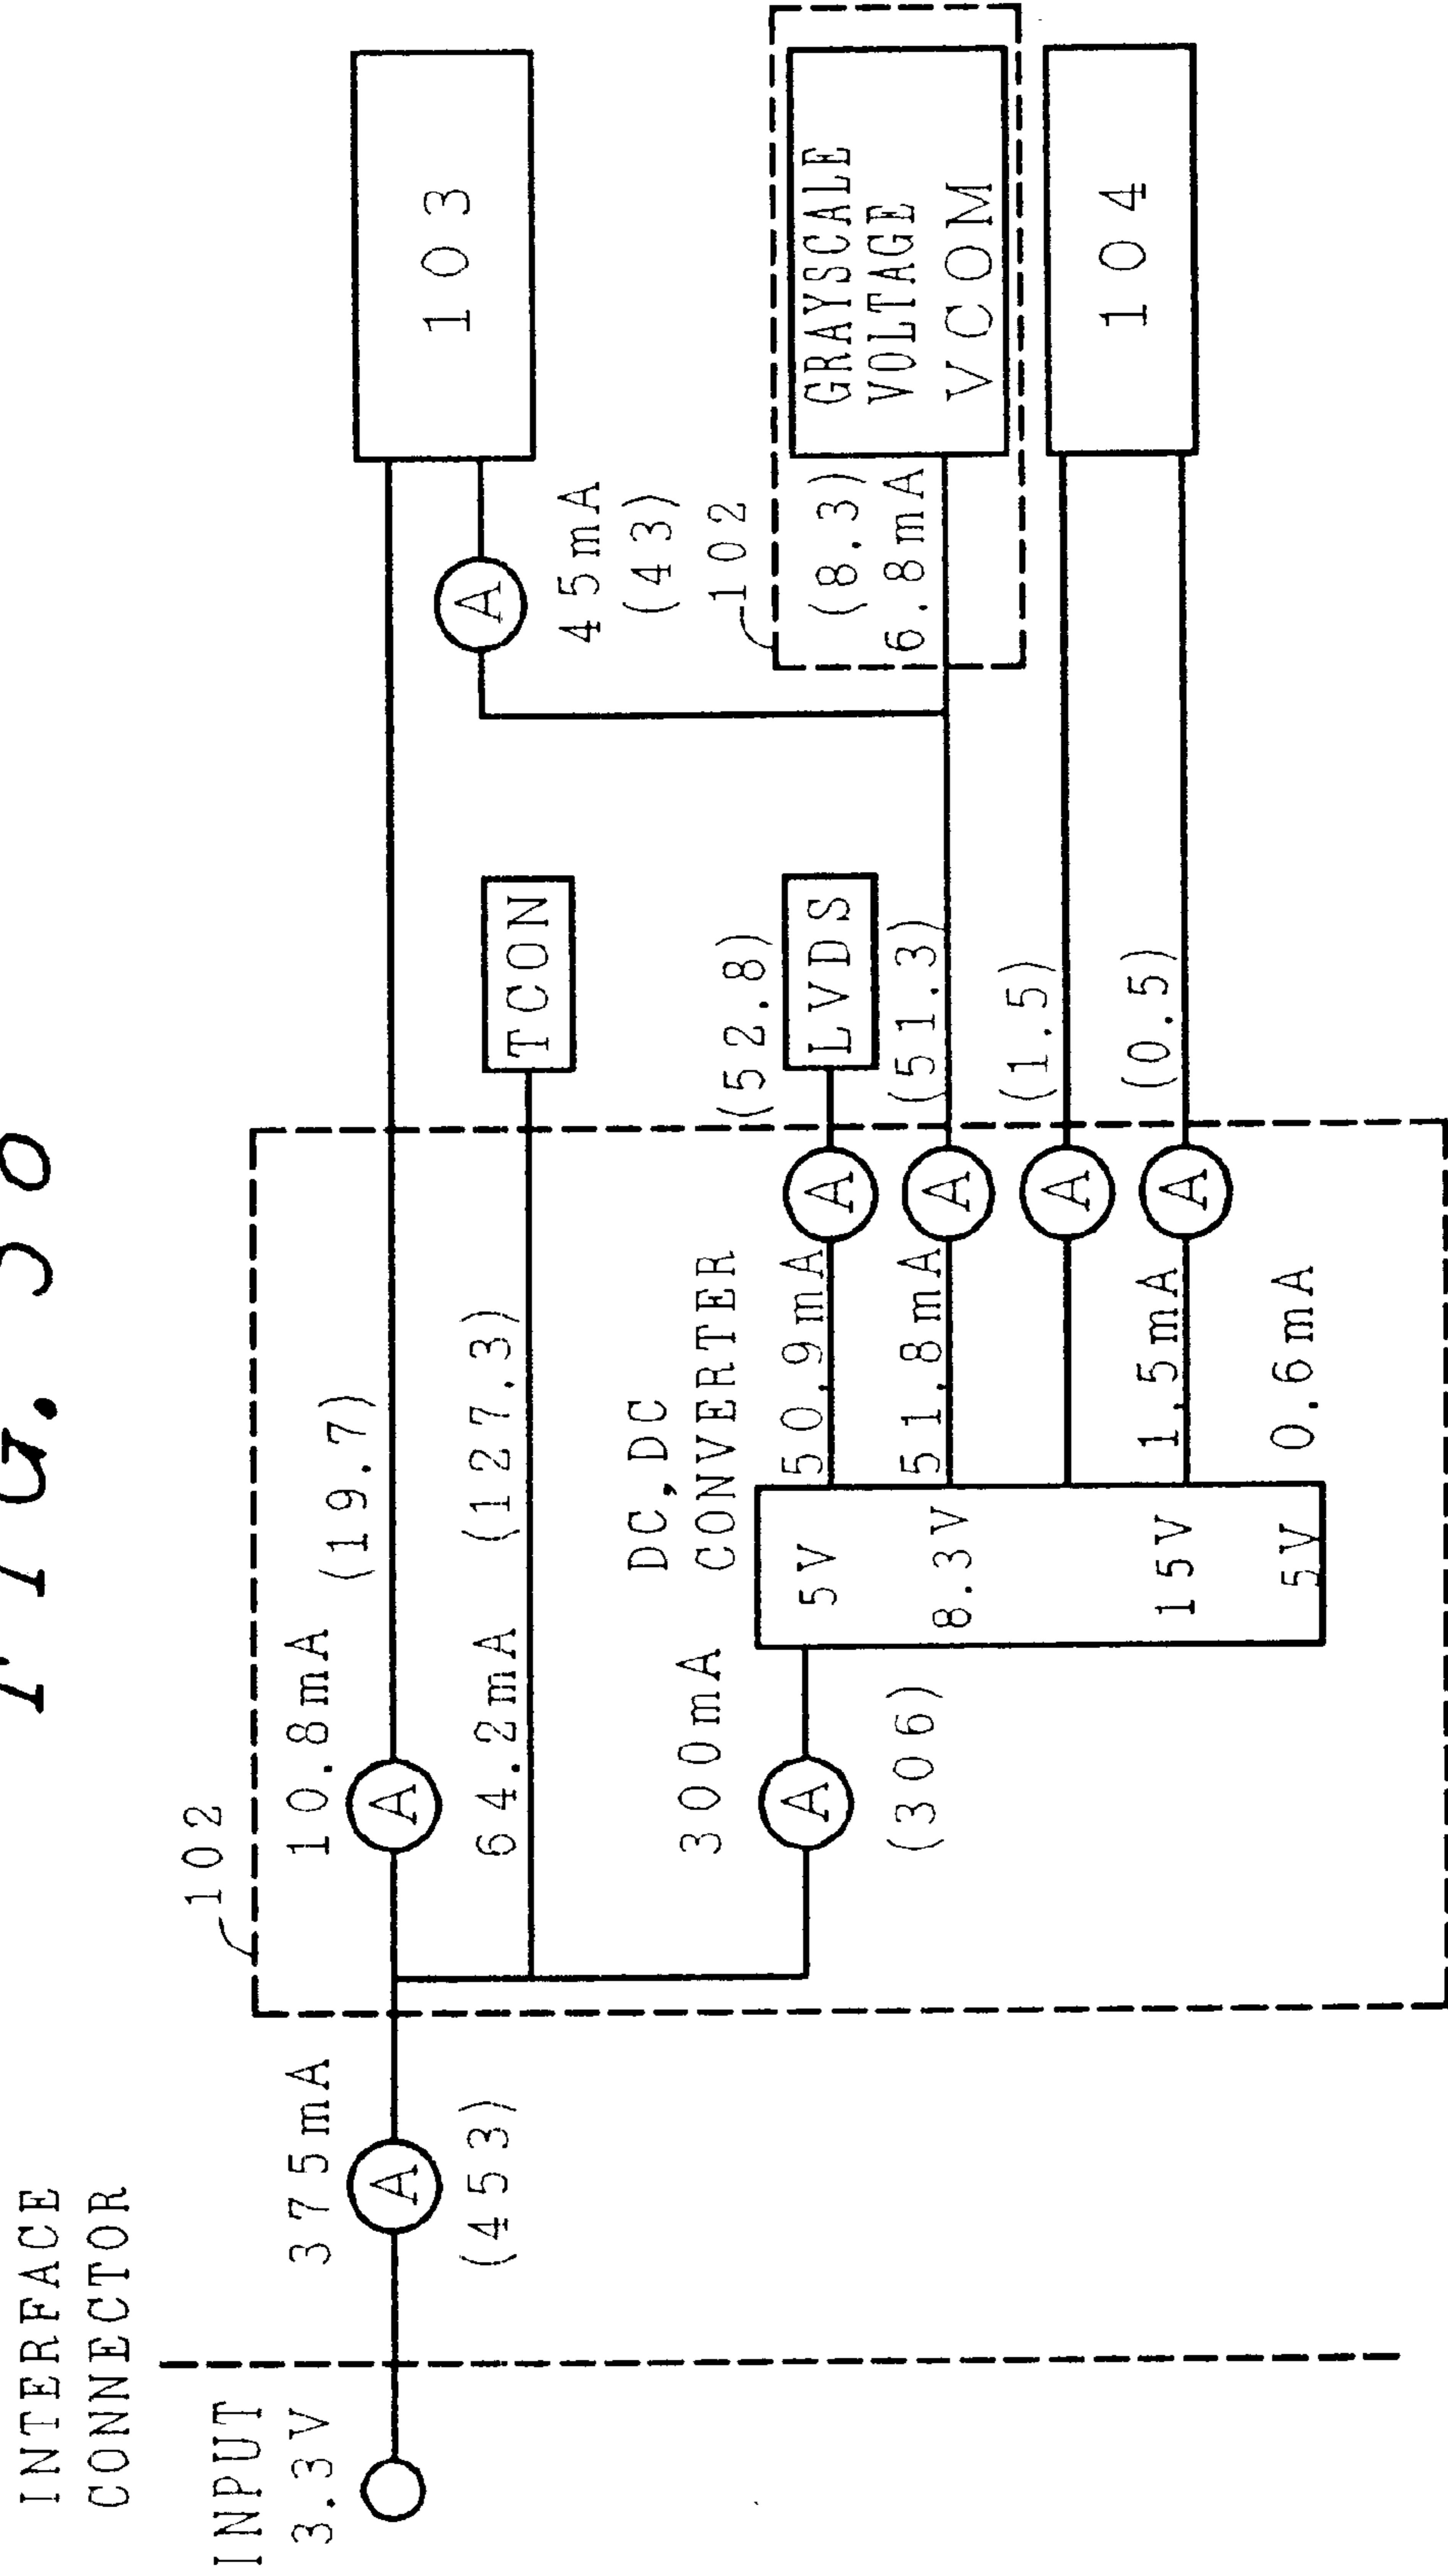 FIG. 30
INTERFACE
CONNECTOR
INPUT
3.3V
375mA
(453)
102
10.8mA
(19.7)
64.2mA
(127.3)
300mA
(306)
DC,DC
CONVERTER
5V
8.3V
15V
5V
50.9mA
51.8mA
1.5mA
0.6mA
A
A
A
A
A
A
A
A
TCON
LVDS
(52.8)
(51.3)
(1.5)
(0.5)
45mA
(43)
102
(8.3)
6.8mA
103
GRAYSCALE
VOLTAGE
VCOM
104